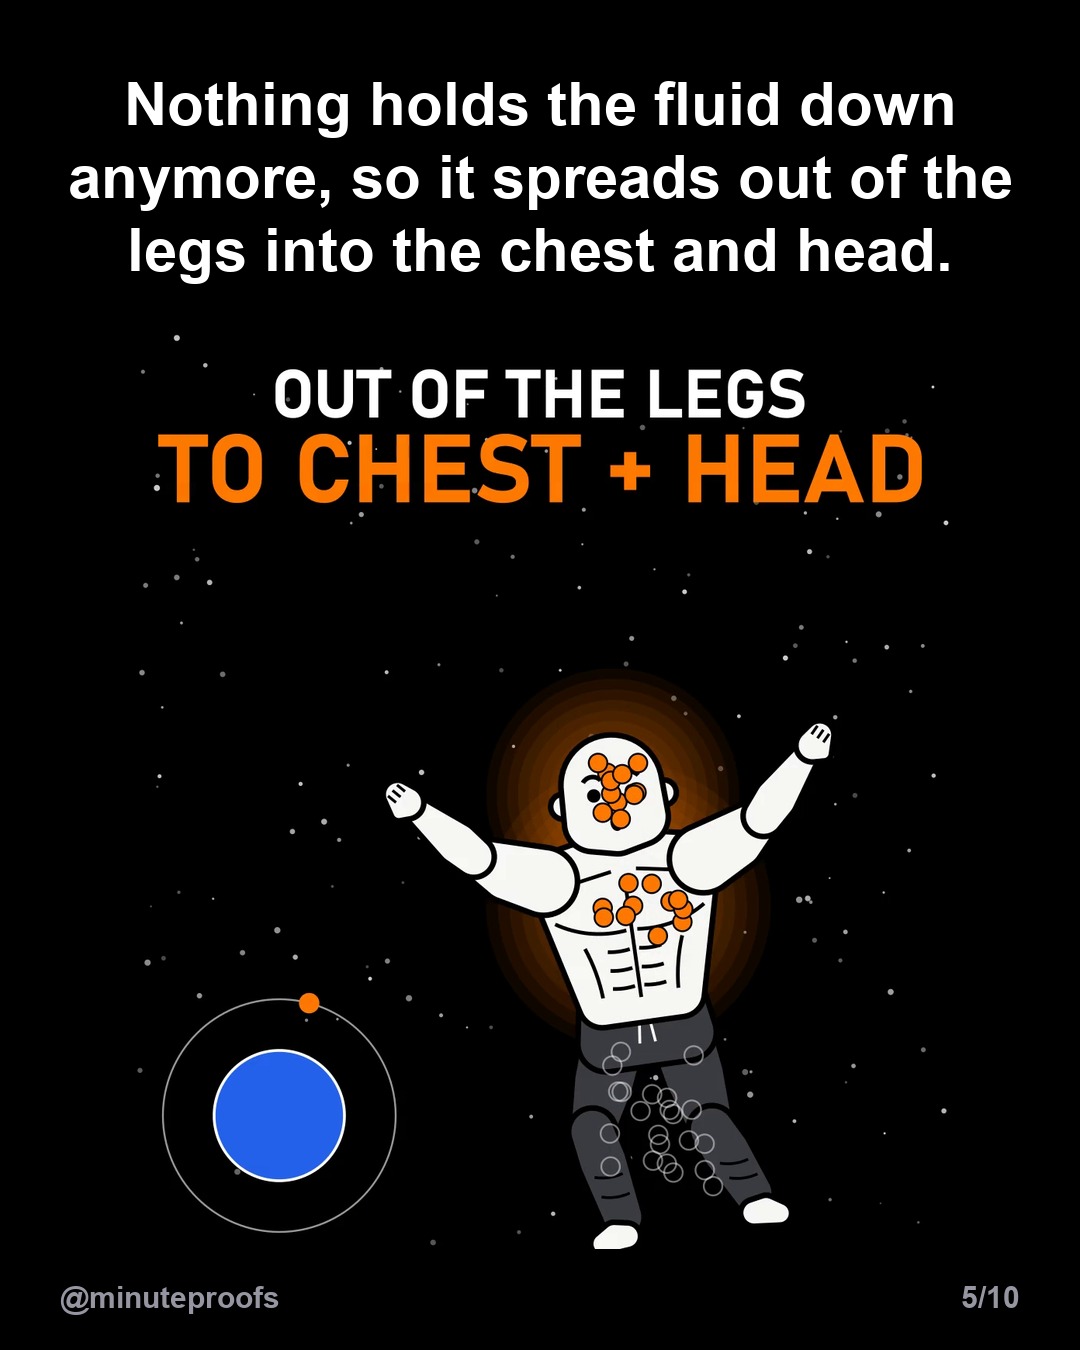 Nothing holds the fluid down
anymore, so it spreads out of the
legs into the chest and head.
OUT OF THE LEGS
TO CHEST + HEAD
@minuteproofs
5/10